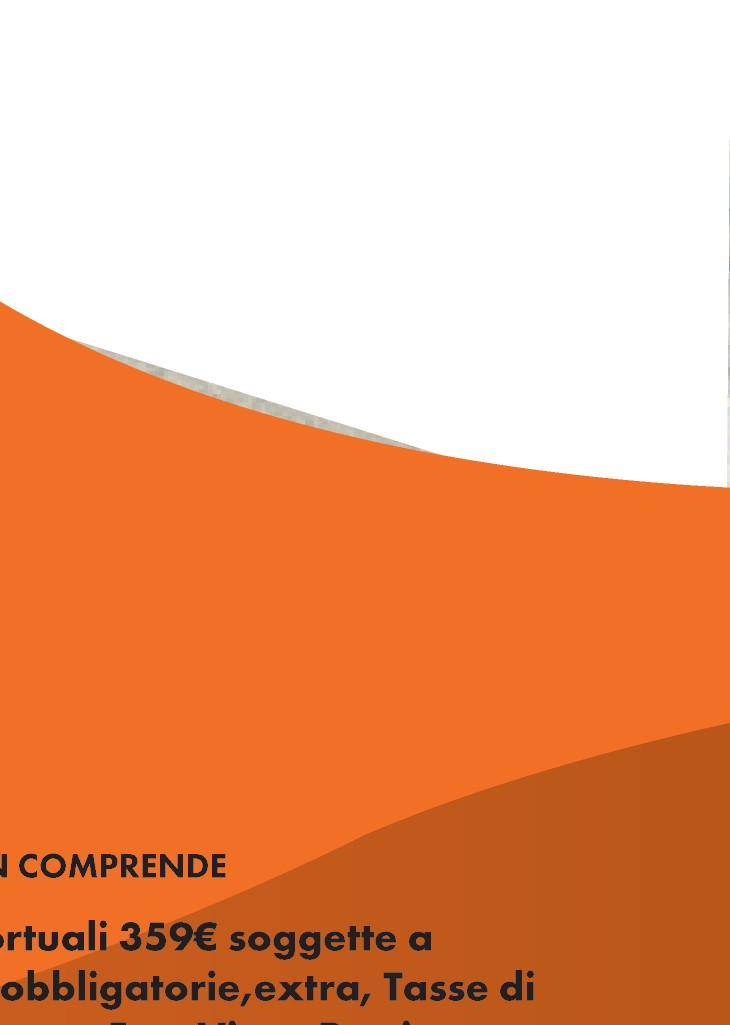 N COMPRENDE
ortuali 359€ soggette a
obbligatorie,extra, Tasse di